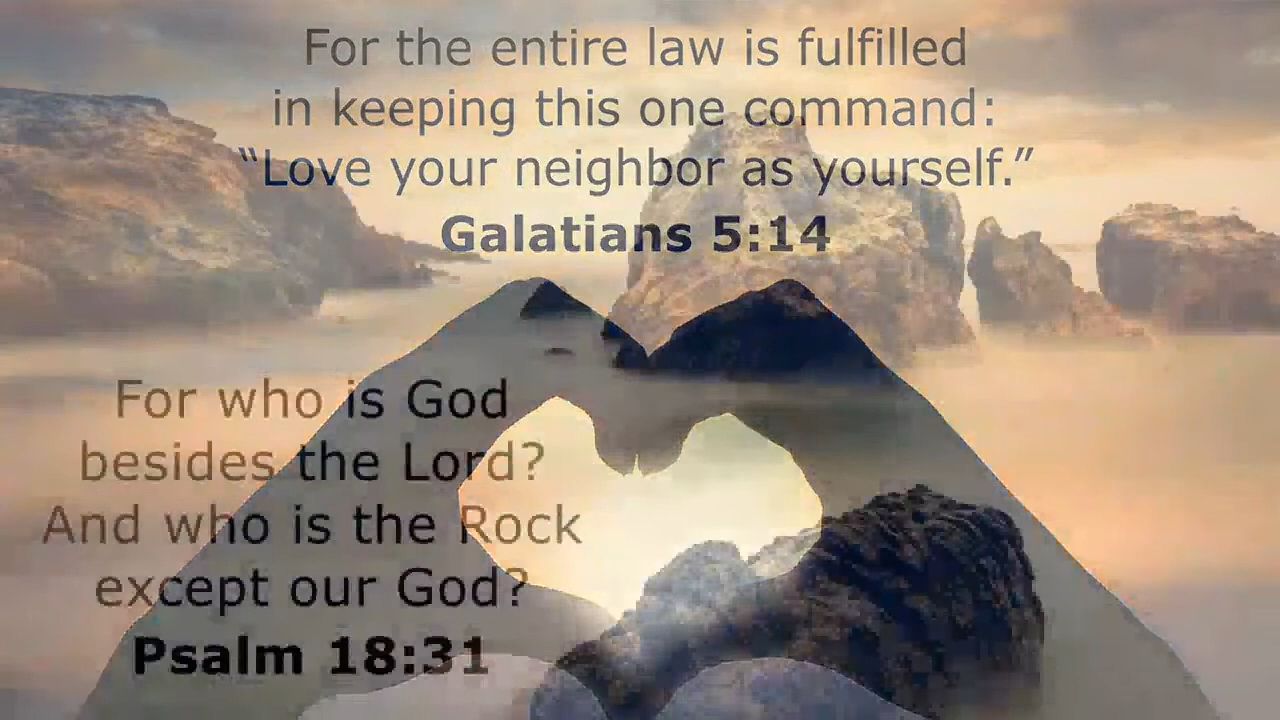 For the entire law is fulfilled
in keeping this one command:
“Love your neighbor as yourself.”
Galatians 5:14
For who is God
besides the Lord?
And who is the Rock
except our God?
Psalm 18:31